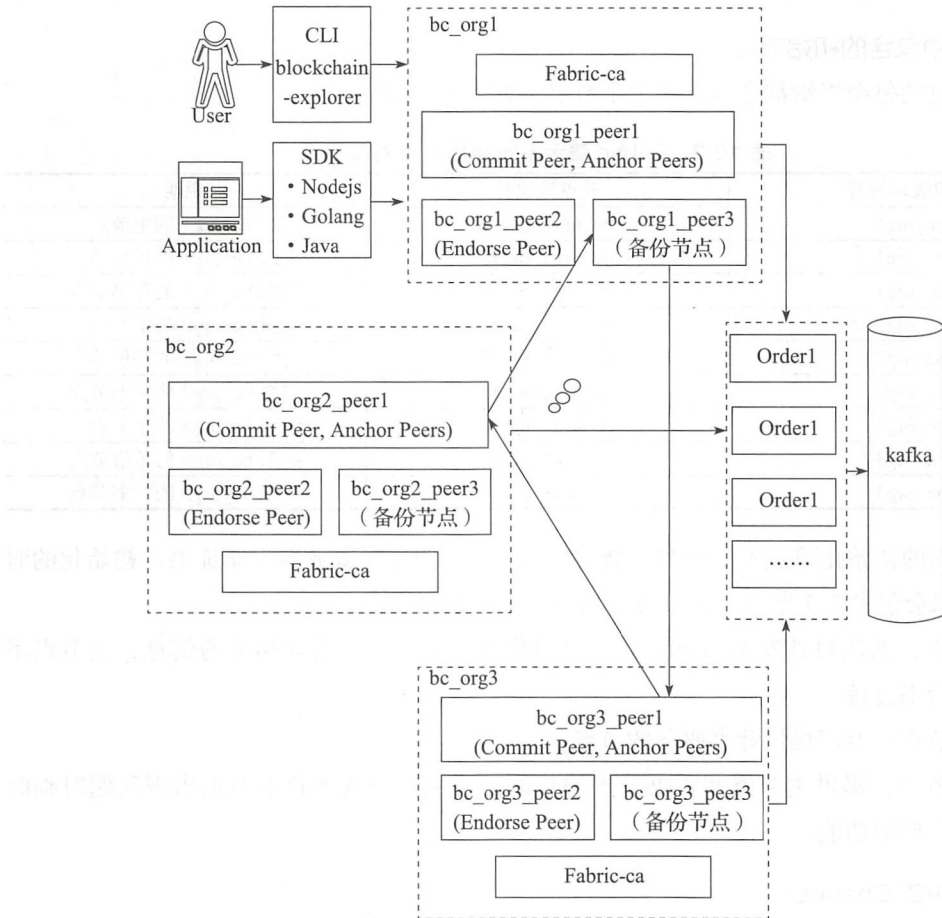 bc_org1
CLI
blockchain
-explorer
User
Fabric-ca
bc_org1_peer1
(Commit Peer, Anchor Peers)
SDK
• Nodejs
• Golang
• Java
Application
bc_org1_peer2
(Endorse Peer)
bc_org1_peer3
（备份节点）
bc_org2
bc_org2_peer1
(Commit Peer, Anchor Peers)
bc_org2_peer2
(Endorse Peer)
bc_org2_peer3
（备份节点）
Fabric-ca
Order1
Order1
Order1
……
kafka
bc_org3
bc_org3_peer1
(Commit Peer, Anchor Peers)
bc_org3_peer2
(Endorse Peer)
bc_org3_peer3
（备份节点）
Fabric-ca